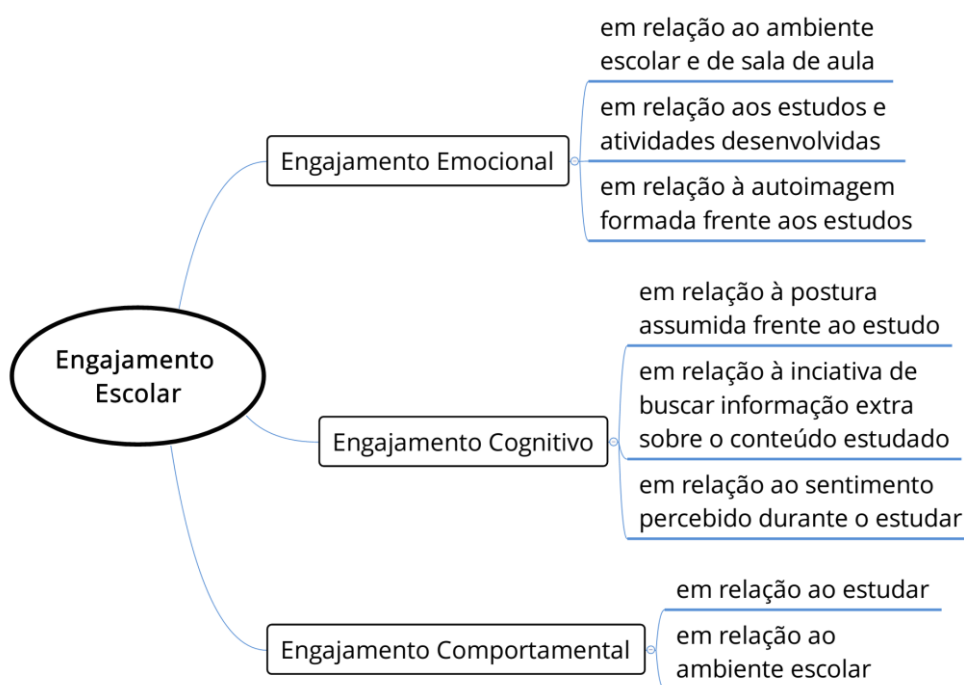 em relação ao ambiente
escolar e de sala de aula
em relação aos estudos e
atividades desenvolvidas
Engajamento Emocional
em relação à autoimagem
formada frente aos estudos
em relação à postura
assumida frente ao estudo
Engajamento
Escolar
em relação à inciativa de
buscar informação extra
sobre o conteúdo estudado
Engajamento Cognitivo
em relação ao sentimento
percebido durante o estudar
em relação ao estudar
Engajamento Comportamental
em relação ao
ambiente escolar